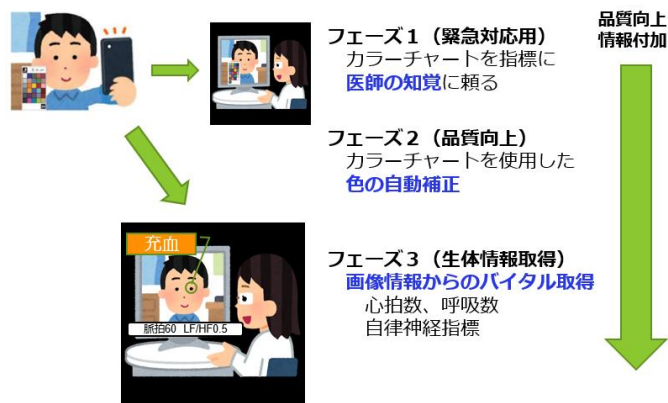 フェーズ１（緊急対応用）
カラーチャートを指標に
医師の知覚に頼る
フェーズ２（品質向上）
カラーチャートを使用した
色の自動補正
フェーズ３（生体情報取得）
画像情報からのバイタル取得
心拍数、呼吸数
自律神経指標
品質向上
情報付加
充血
脈拍60 LF/HF0.5